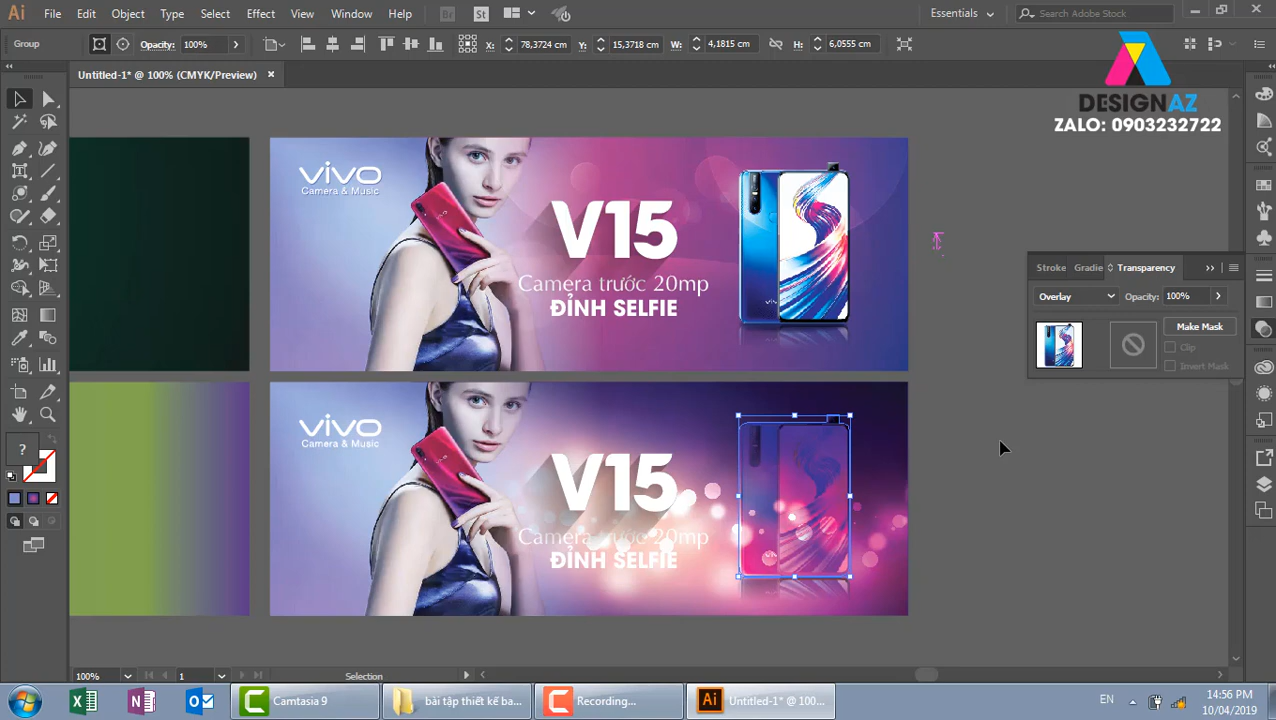 Ai File Edit Object Type Select Effect View Window Help Br St Essentials Search Adobe Stock
Group Opacity: 100% X: 78,3724 cm Y: 15,3718 cm W: 4,1815 cm H: 6,0555 cm
Untitled-1* @ 100% (CMYK/Preview)
DESIGNAZ
ZALO: 0903232722
vivo
Camera & Music
V15
Camera trước 20mp
ĐỈNH SELFIE
Stroke Gradie Transparency
Overlay Opacity: 100%
Make Mask
Clip
Invert Mask
vivo
Camera & Music
V15
Camera trước 20mp
ĐỈNH SELFIE
?
100% 1 Selection
Camtasia 9 bài tập thiết kế ba... Recording... Ai Untitled-1* @ 100... EN 14:56 PM
10/04/2019